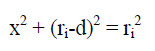 x² + (rᵢ-d)² = rᵢ²